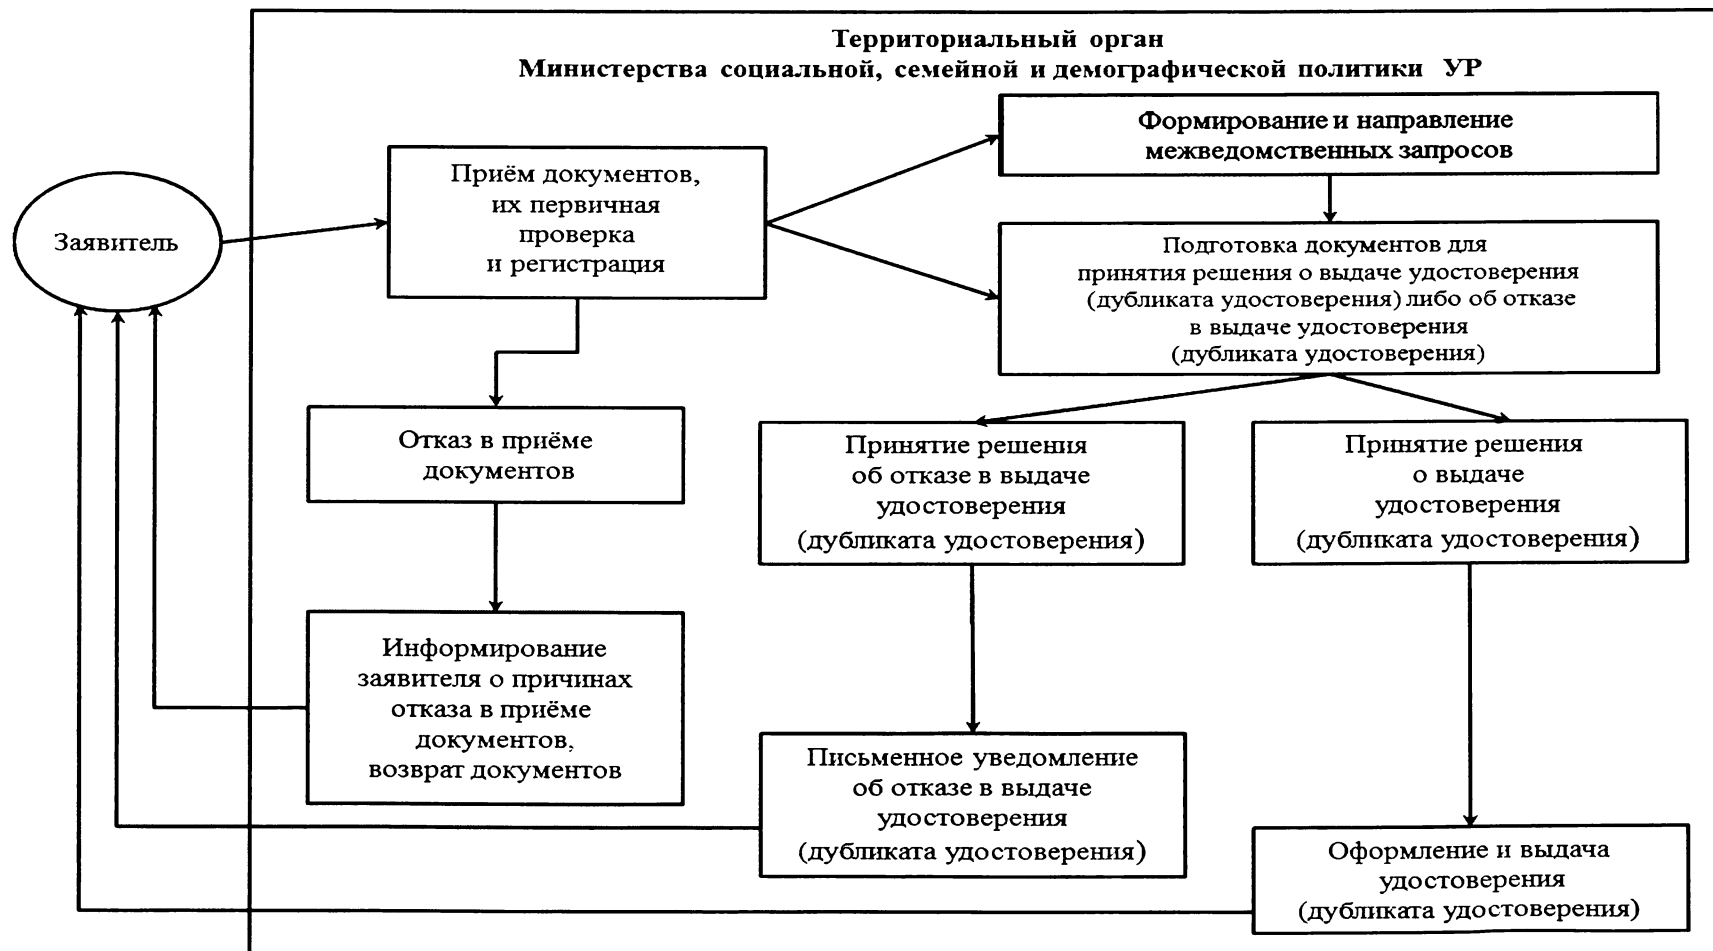 Территориальный орган
Министерства социальной, семейной и демографической политики УР
Формирование и направление
межведомственных запросов
Приём документов,
их первичная
проверка
и регистрация
Заявитель
Подготовка документов для
принятия решения о выдаче удостоверения
(дубликата удостоверения) либо об отказе
в выдаче удостоверения
(дубликата удостоверения)
Отказ в приёме
документов
Принятие решения
об отказе в выдаче
удостоверения
(дубликата удостоверения)
Принятие решения
о выдаче
удостоверения
(дубликата удостоверения)
Информирование
заявителя о причинах
отказа в приёме
документов,
возврат документов
Письменное уведомление
об отказе в выдаче
удостоверения
(дубликата удостоверения)
Оформление и выдача
удостоверения
(дубликата удостоверения)